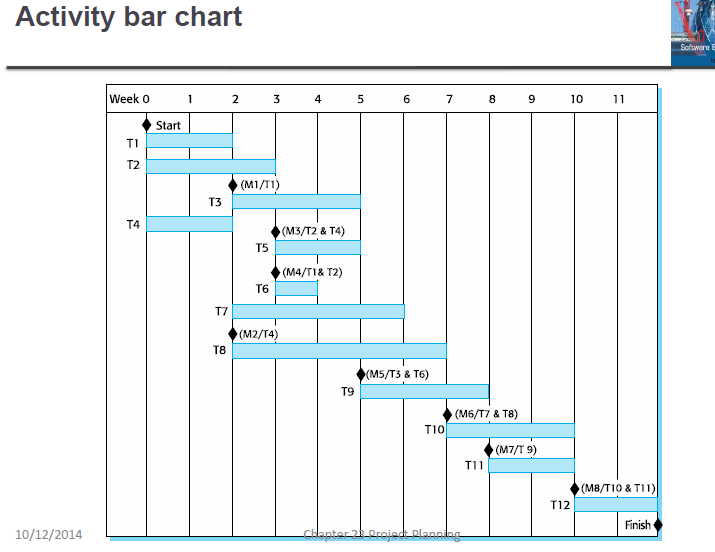 Activity bar chart
Software E
Week 0 1 2 3 4 5 6 7 8 9 10 11
Start
T1
T2
(M1/T1)
T3
T4
(M3/T2 & T4)
T5
(M4/T1& T2)
T6
T7
(M2/T4)
T8
(M5/T3 & T6)
T9
(M6/T7 & T8)
T10
(M7/T 9)
T11
(M8/T10 & T11)
T12
Finish
10/12/2014
Chapter 23 Project Planning